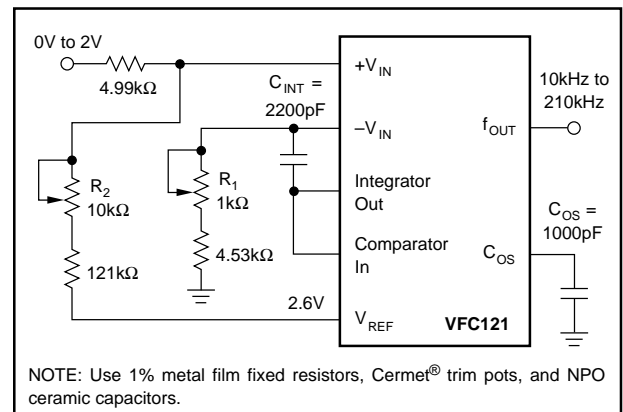 0V to 2V
4.99kΩ
+V_IN
C_INT =
2200pF
10kHz to
210kHz
–V_IN
f_OUT
R_2
10kΩ
R_1
1kΩ
Integrator
Out
C_OS =
1000pF
4.53kΩ
Comparator
In
C_OS
121kΩ
2.6V
V_REF
VFC121
NOTE: Use 1% metal film fixed resistors, Cermet® trim pots, and NPO
ceramic capacitors.